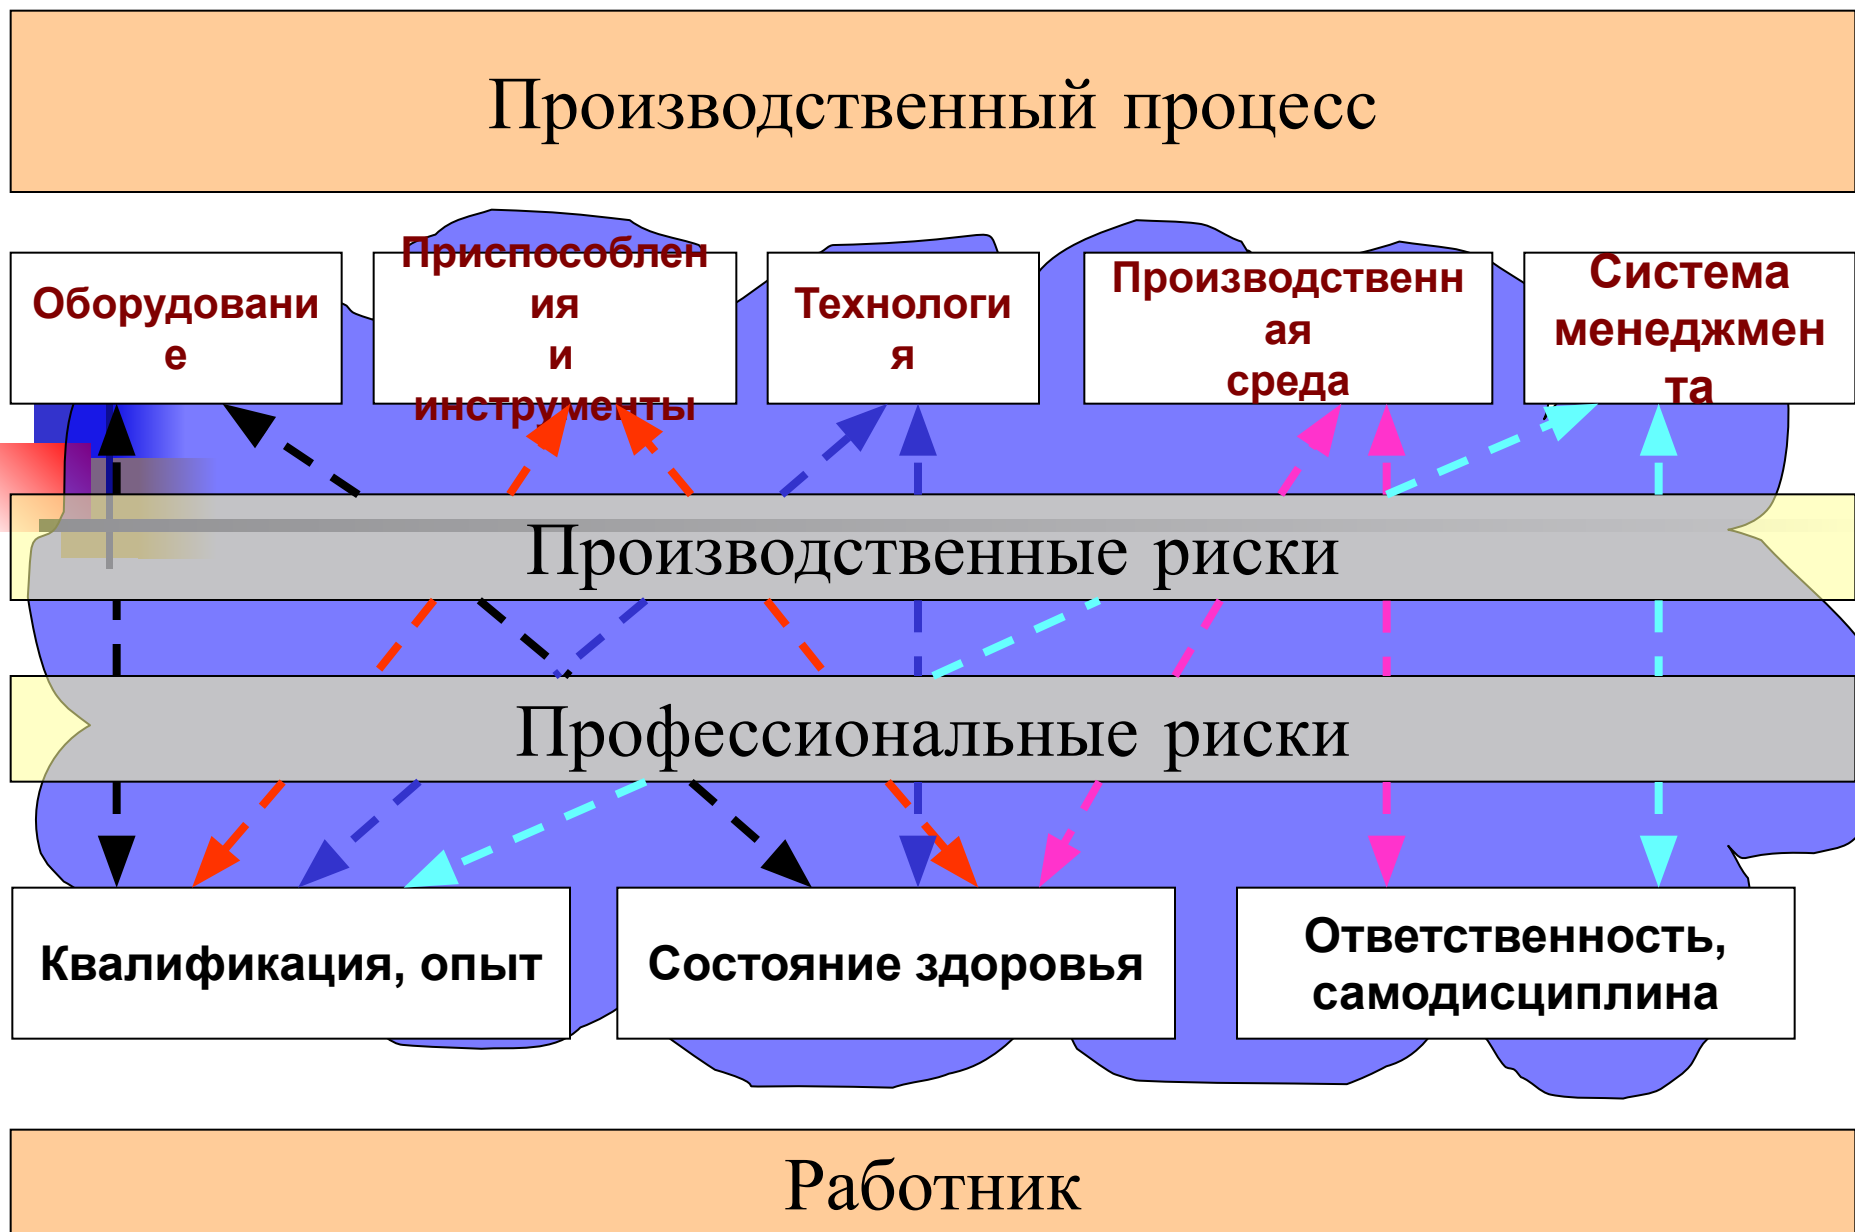 Производственный процесс
Оборудовани
е
Приспособлен
ия
и
инструменты
Технологи
я
Производственн
ая
среда
Система
менеджмен
та
Производственные риски
Профессиональные риски
Квалификация, опыт
Состояние здоровья
Ответственность,
самодисциплина
Работник